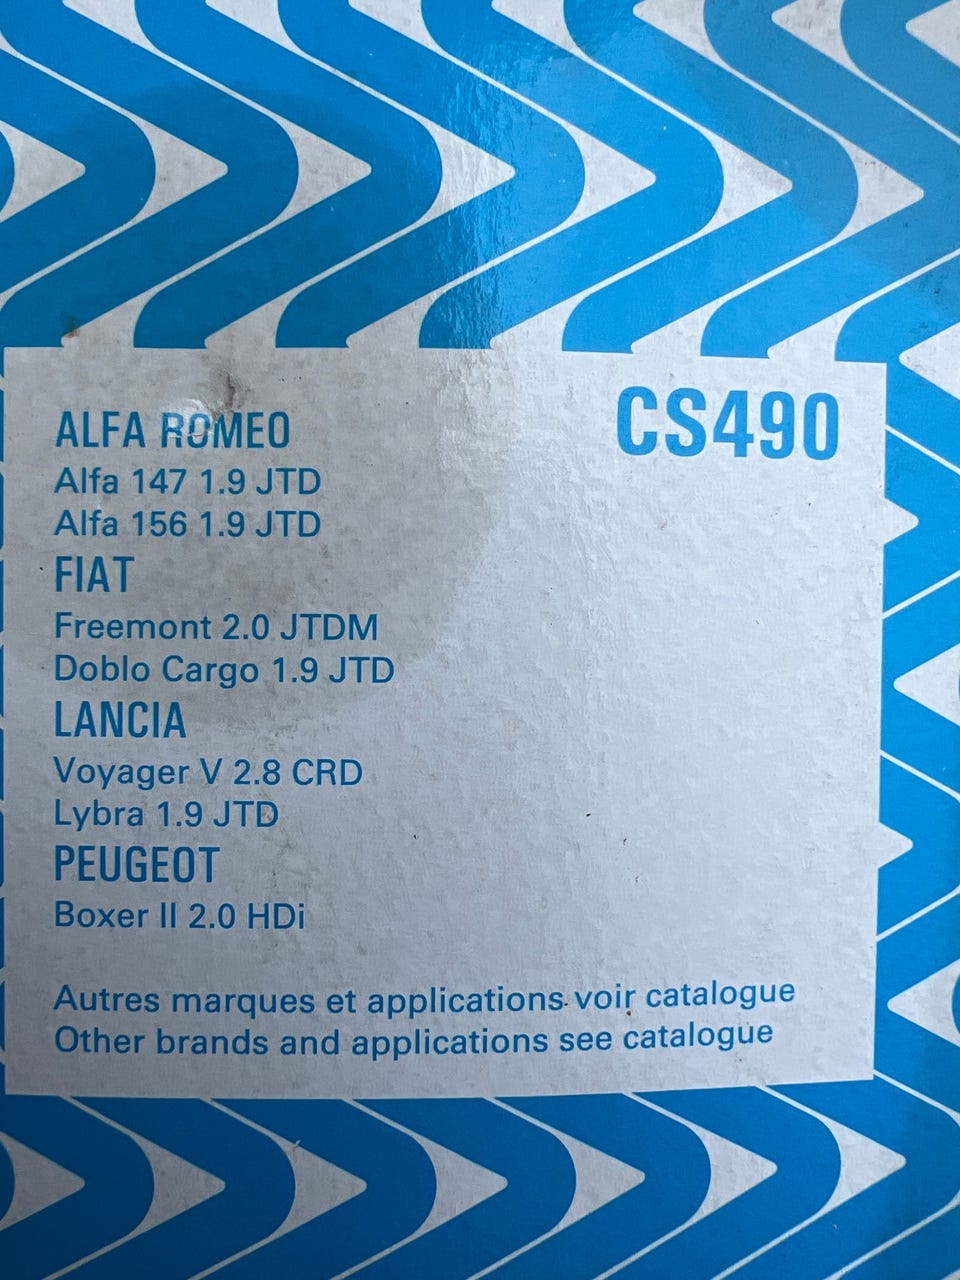 CS490
ALFA ROMEO
Alfa 147 1.9 JTD
Alfa 156 1.9 JTD
FIAT
Freemont 2.0 JTDM
Doblo Cargo 1.9 JTD
LANCIA
Voyager V 2.8 CRD
Lybra 1.9 JTD
PEUGEOT
Boxer II 2.0 HDi
Autres marques et applications voir catalogue
Other brands and applications see catalogue